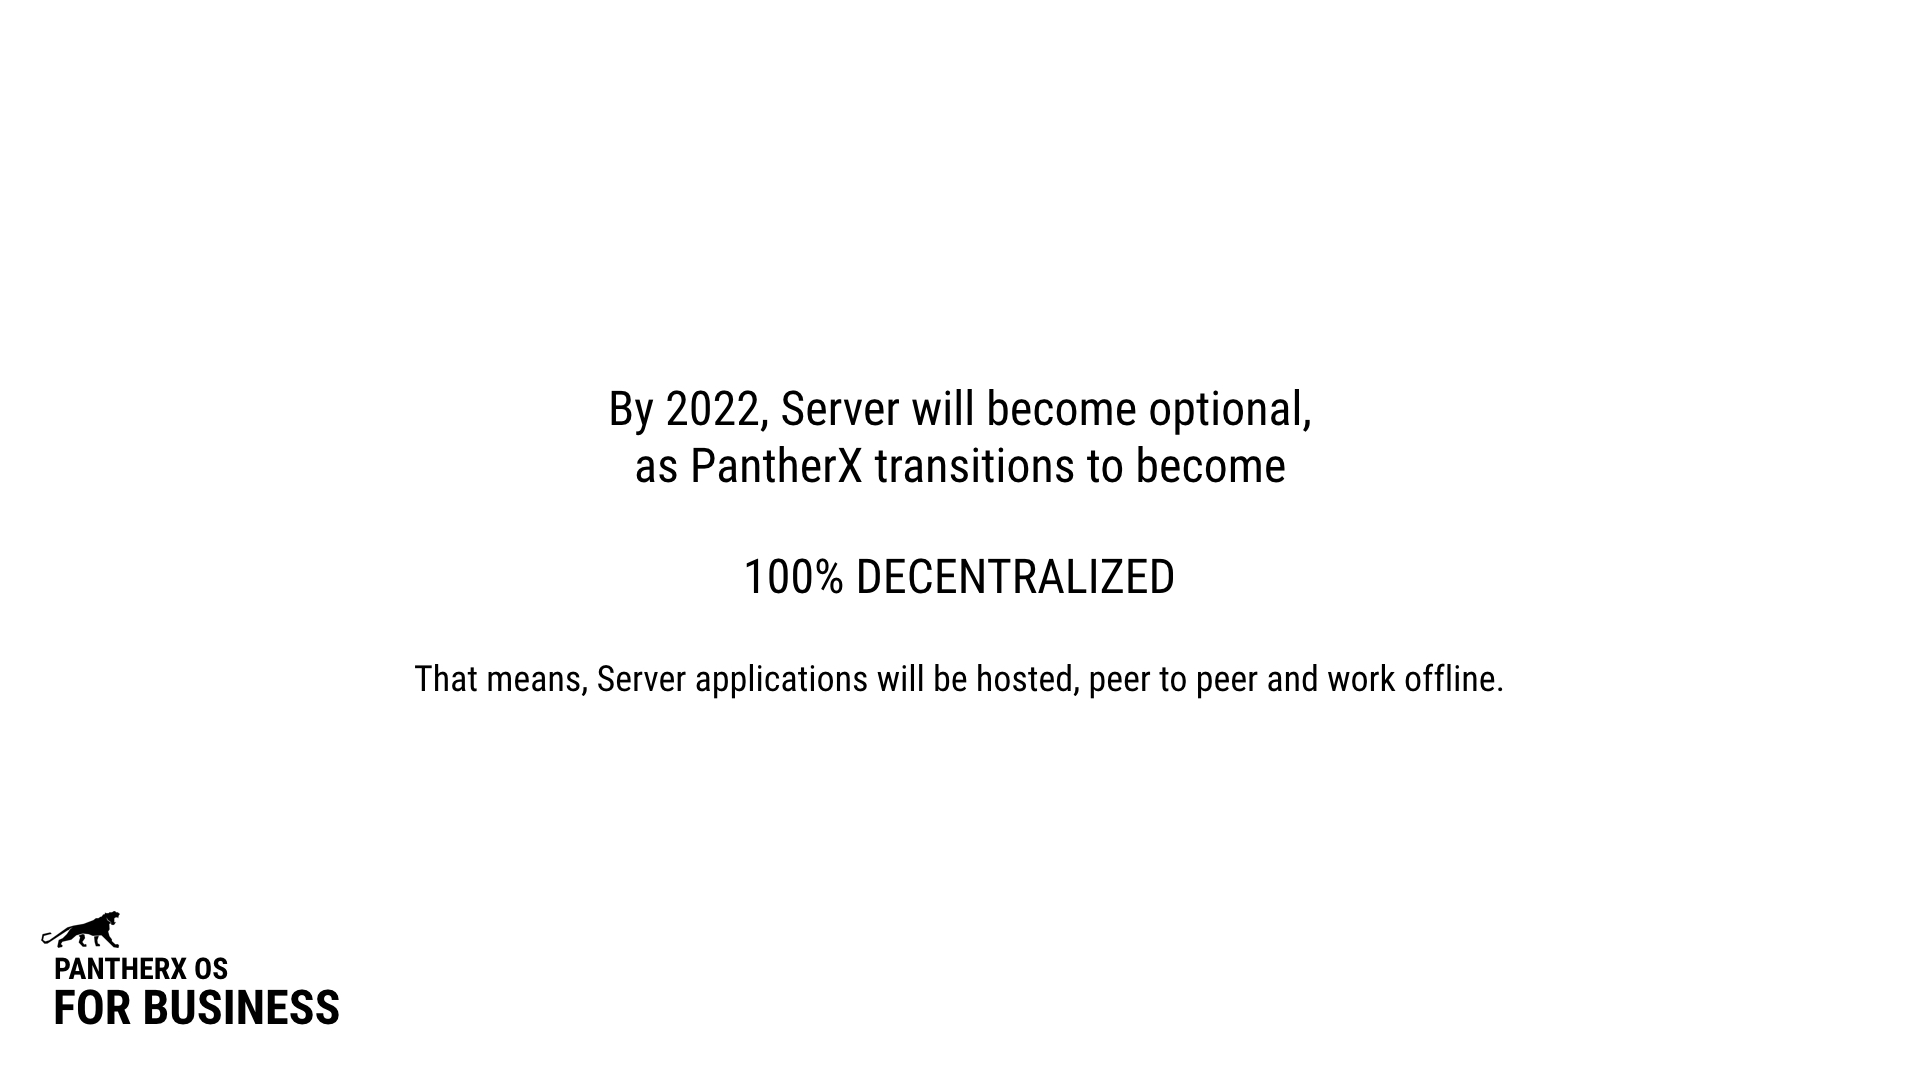 By 2022, Server will become optional,
as PantherX transitions to become
100% DECENTRALIZED
That means, Server applications will be hosted, peer to peer and work offline.
PANTHERX OS
FOR BUSINESS